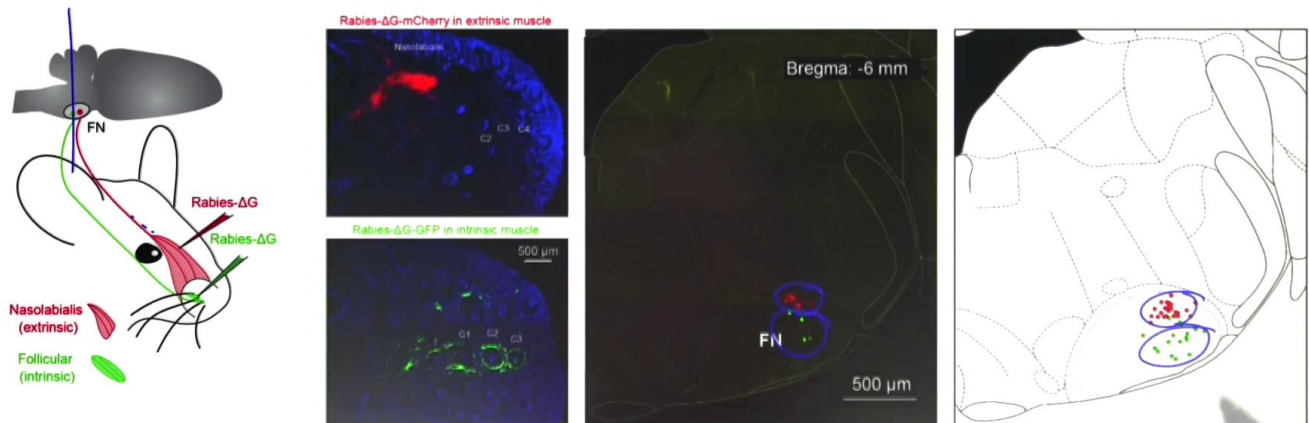 FN
Rabies-ΔG
Rabies-ΔG
Nasolabialis
(extrinsic)
Follicular
(intrinsic)
Rabies-ΔG-mCherry in extrinsic muscle
Nasolabialis
C3
C4
C2
Rabies-ΔG-GFP in intrinsic muscle
500 μm
C1
C2
C3
Bregma: -6 mm
FN
500 μm